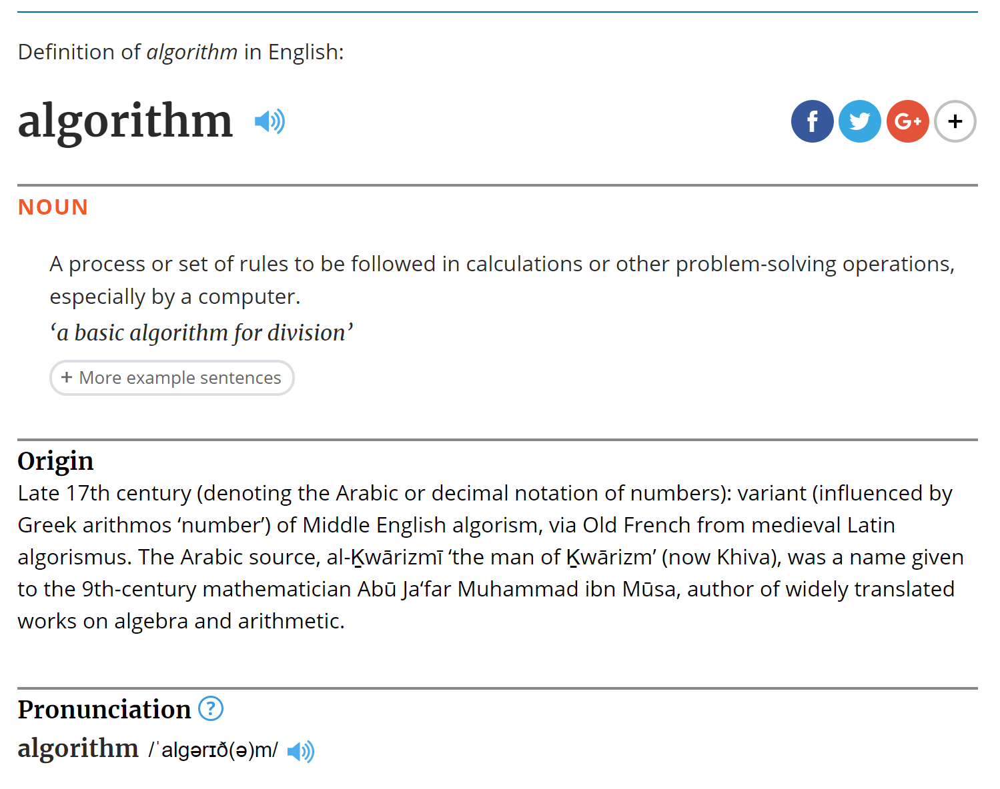 Definition of algorithm in English:
algorithm
f
G+
+
NOUN
A process or set of rules to be followed in calculations or other problem-solving operations,
especially by a computer.
‘a basic algorithm for division’
+ More example sentences
Origin
Late 17th century (denoting the Arabic or decimal notation of numbers): variant (influenced by
Greek arithmos ‘number’) of Middle English algorism, via Old French from medieval Latin
algorismus. The Arabic source, al-Ḵwārizmī ‘the man of Ḵwārizm’ (now Khiva), was a name given
to the 9th-century mathematician Abū Ja‘far Muhammad ibn Mūsa, author of widely translated
works on algebra and arithmetic.
Pronunciation ?
algorithm /ˈalɡərɪð(ə)m/